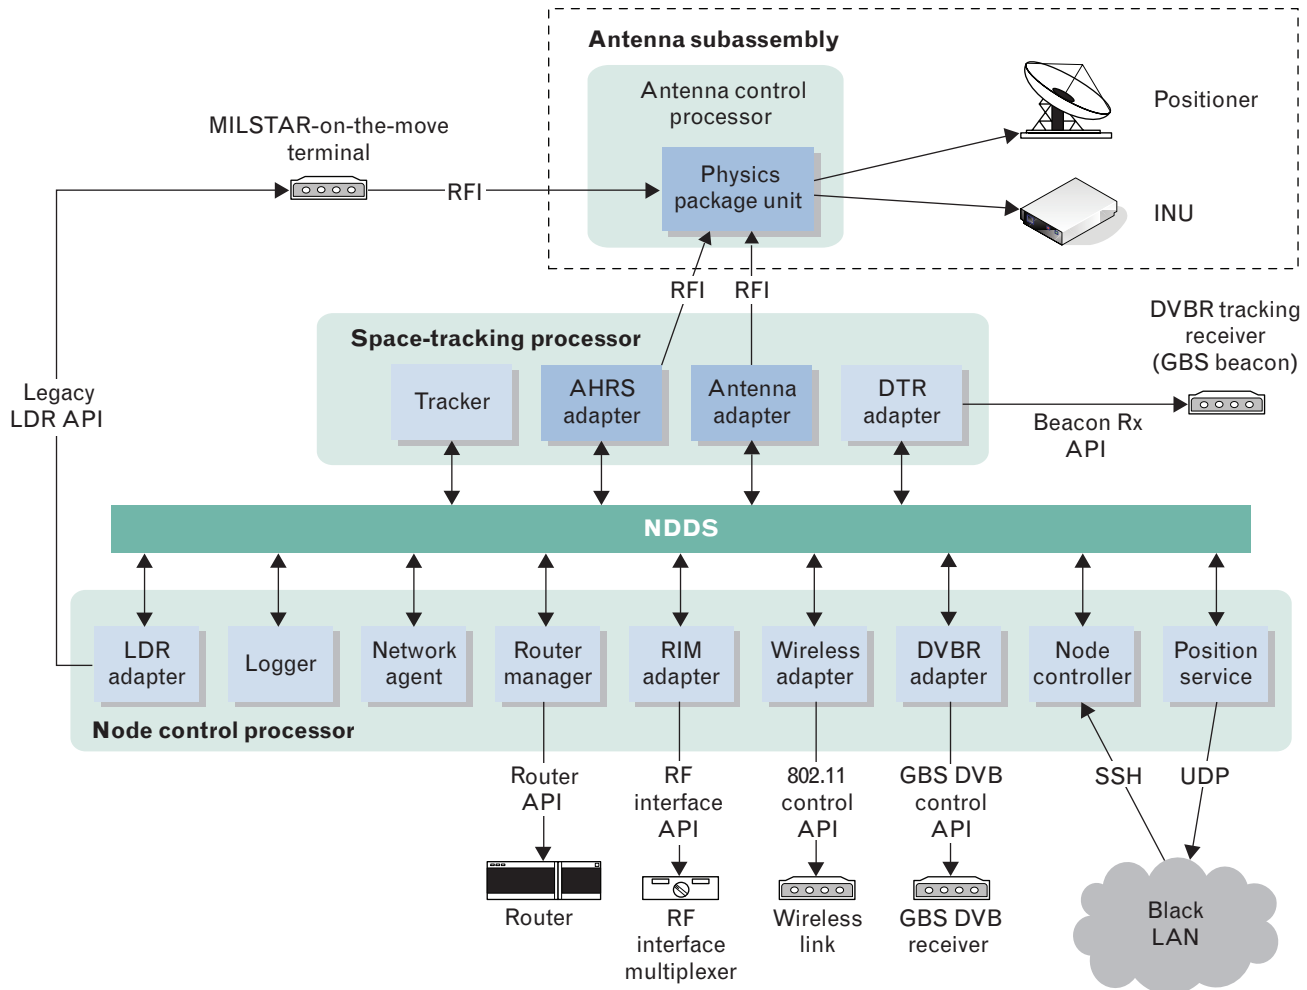 Antenna subassembly
Antenna control
processor
Positioner
MILSTAR-on-the-move
terminal
RFI
Physics
package unit
INU
RFI
RFI
DVBR tracking
receiver
(GBS beacon)
Space-tracking processor
Legacy
LDR API
Tracker
AHRS
adapter
Antenna
adapter
DTR
adapter
Beacon Rx
API
NDDS
LDR
adapter
Logger
Network
agent
Router
manager
RIM
adapter
Wireless
adapter
DVBR
adapter
Node
controller
Position
service
Node control processor
Router
API
RF
interface
API
802.11
control
API
GBS DVB
control
API
SSH
UDP
Router
RF
interface
multiplexer
Wireless
link
GBS DVB
receiver
Black
LAN